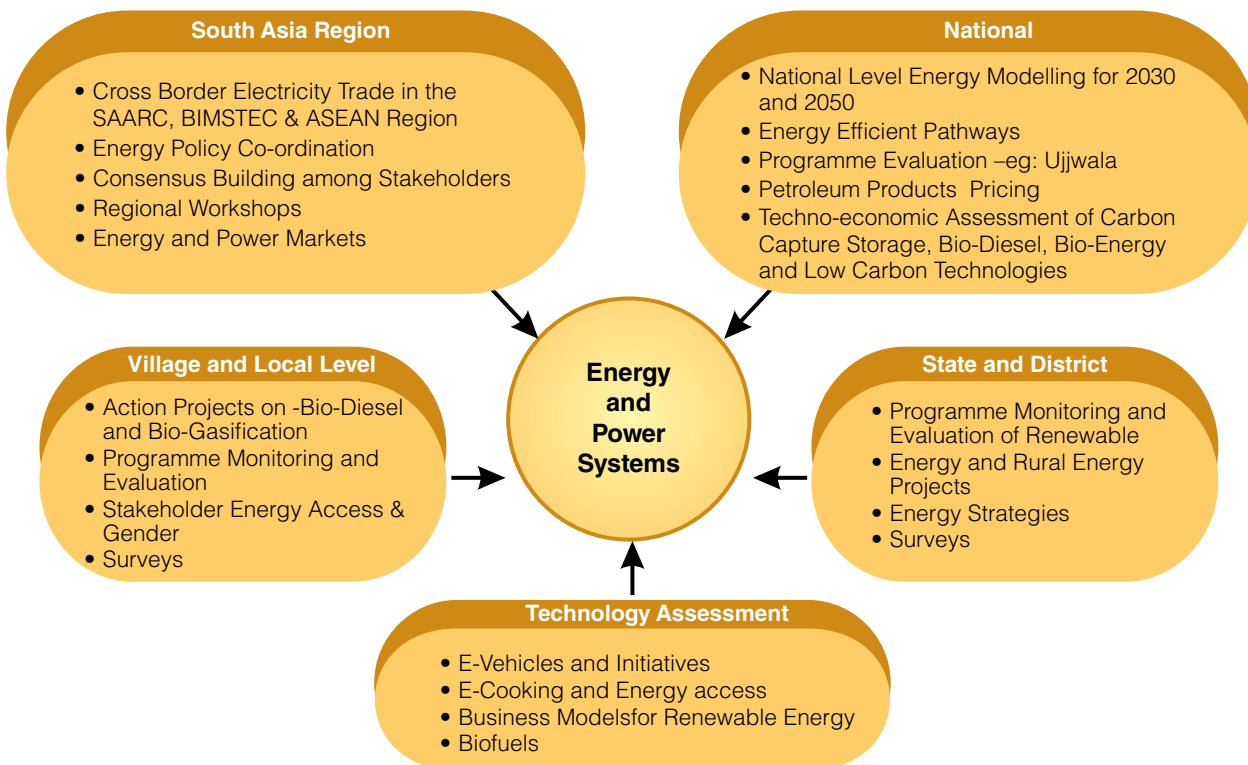 South Asia Region
• Cross Border Electricity Trade in the
SAARC, BIMSTEC & ASEAN Region
• Energy Policy Co-ordination
• Consensus Building among Stakeholders
• Regional Workshops
• Energy and Power Markets
National
• National Level Energy Modelling for 2030
and 2050
• Energy Efficient Pathways
• Programme Evaluation –eg: Ujjwala
• Petroleum Products Pricing
• Techno-economic Assessment of Carbon
Capture Storage, Bio-Diesel, Bio-Energy
and Low Carbon Technologies
Village and Local Level
• Action Projects on -Bio-Diesel
and Bio-Gasification
• Programme Monitoring and
Evaluation
• Stakeholder Energy Access &
Gender
• Surveys
Energy
and
Power
Systems
State and District
• Programme Monitoring and
Evaluation of Renewable
• Energy and Rural Energy
Projects
• Energy Strategies
• Surveys
Technology Assessment
• E-Vehicles and Initiatives
• E-Cooking and Energy access
• Business Modelsfor Renewable Energy
• Biofuels